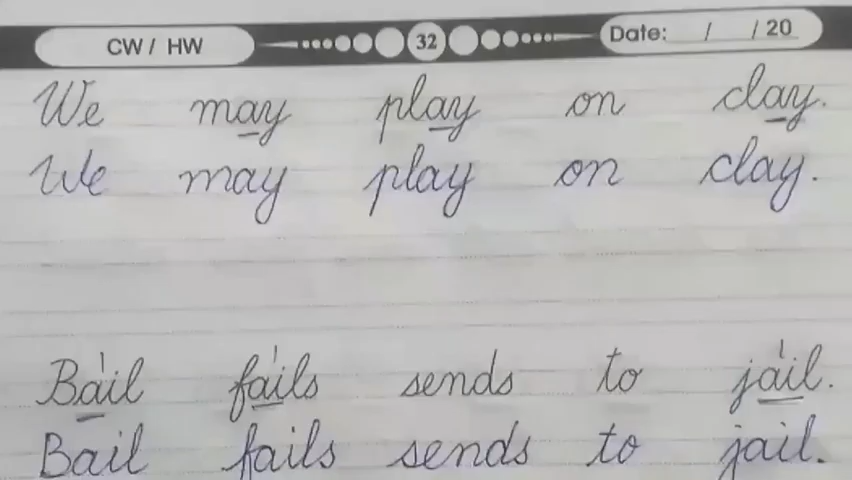 CW / HW 32 Date: / / 20
We may play on clay.
We may play on clay.
Bail fails sends to jail.
Bail fails sends to jail.